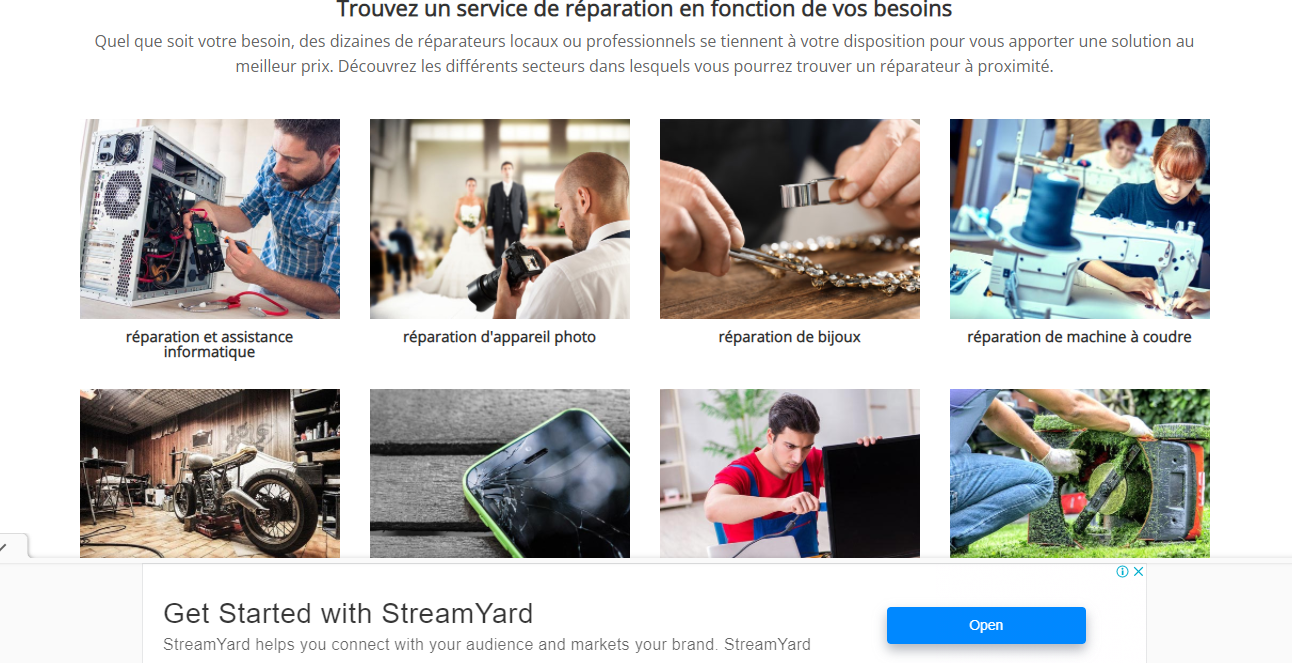 Trouvez un service de réparation en fonction de vos besoins
Quel que soit votre besoin, des dizaines de réparateurs locaux ou professionnels se tiennent à votre disposition pour vous apporter une solution au
meilleur prix. Découvrez les différents secteurs dans lesquels vous pourrez trouver un réparateur à proximité.
réparation et assistance
informatique
réparation d'appareil photo
réparation de bijoux
réparation de machine à coudre
Get Started with StreamYard
StreamYard helps you connect with your audience and markets your brand. StreamYard
Open